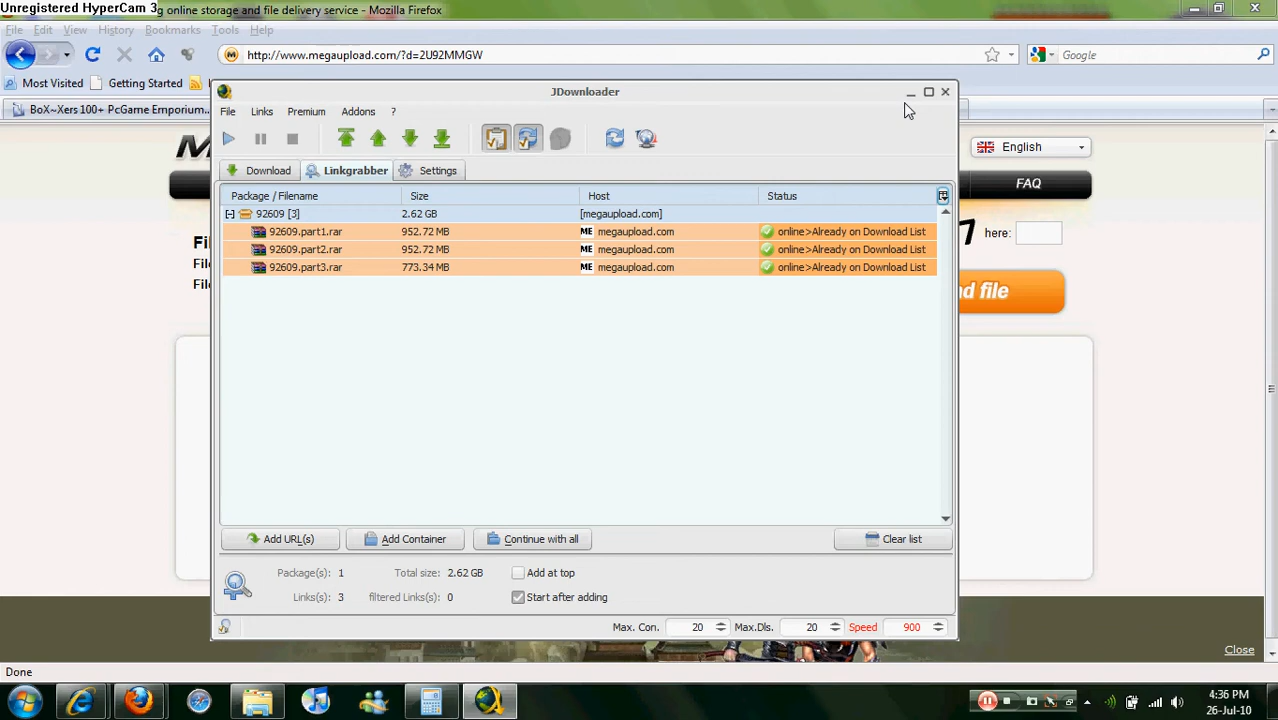 Unregistered HyperCam 3
g online storage and file delivery service - Mozilla Firefox
File Edit View History Bookmarks Tools Help
http://www.megaupload.com/?d=2U92MMGW
Google
Most Visited Getting Started
BoX~Xers 100+ PcGame Emporium...
JDownloader
File Links Premium Addons ?
English
Download Linkgrabber Settings
FAQ
Package / Filename Size Host Status
92609 [3] 2.62 GB [megaupload.com]
92609.part1.rar 952.72 MB ME megaupload.com online>Already on Download List
92609.part2.rar 952.72 MB ME megaupload.com online>Already on Download List
92609.part3.rar 773.34 MB ME megaupload.com online>Already on Download List
here:
Fil
File
File
d file
Add URL(s) Add Container Continue with all Clear list
Package(s): 1 Total size: 2.62 GB Add at top
Links(s): 3 filtered Links(s): 0 Start after adding
Max. Con. 20 Max.Dls. 20 Speed 900
Close
Done
4:36 PM
26-Jul-10